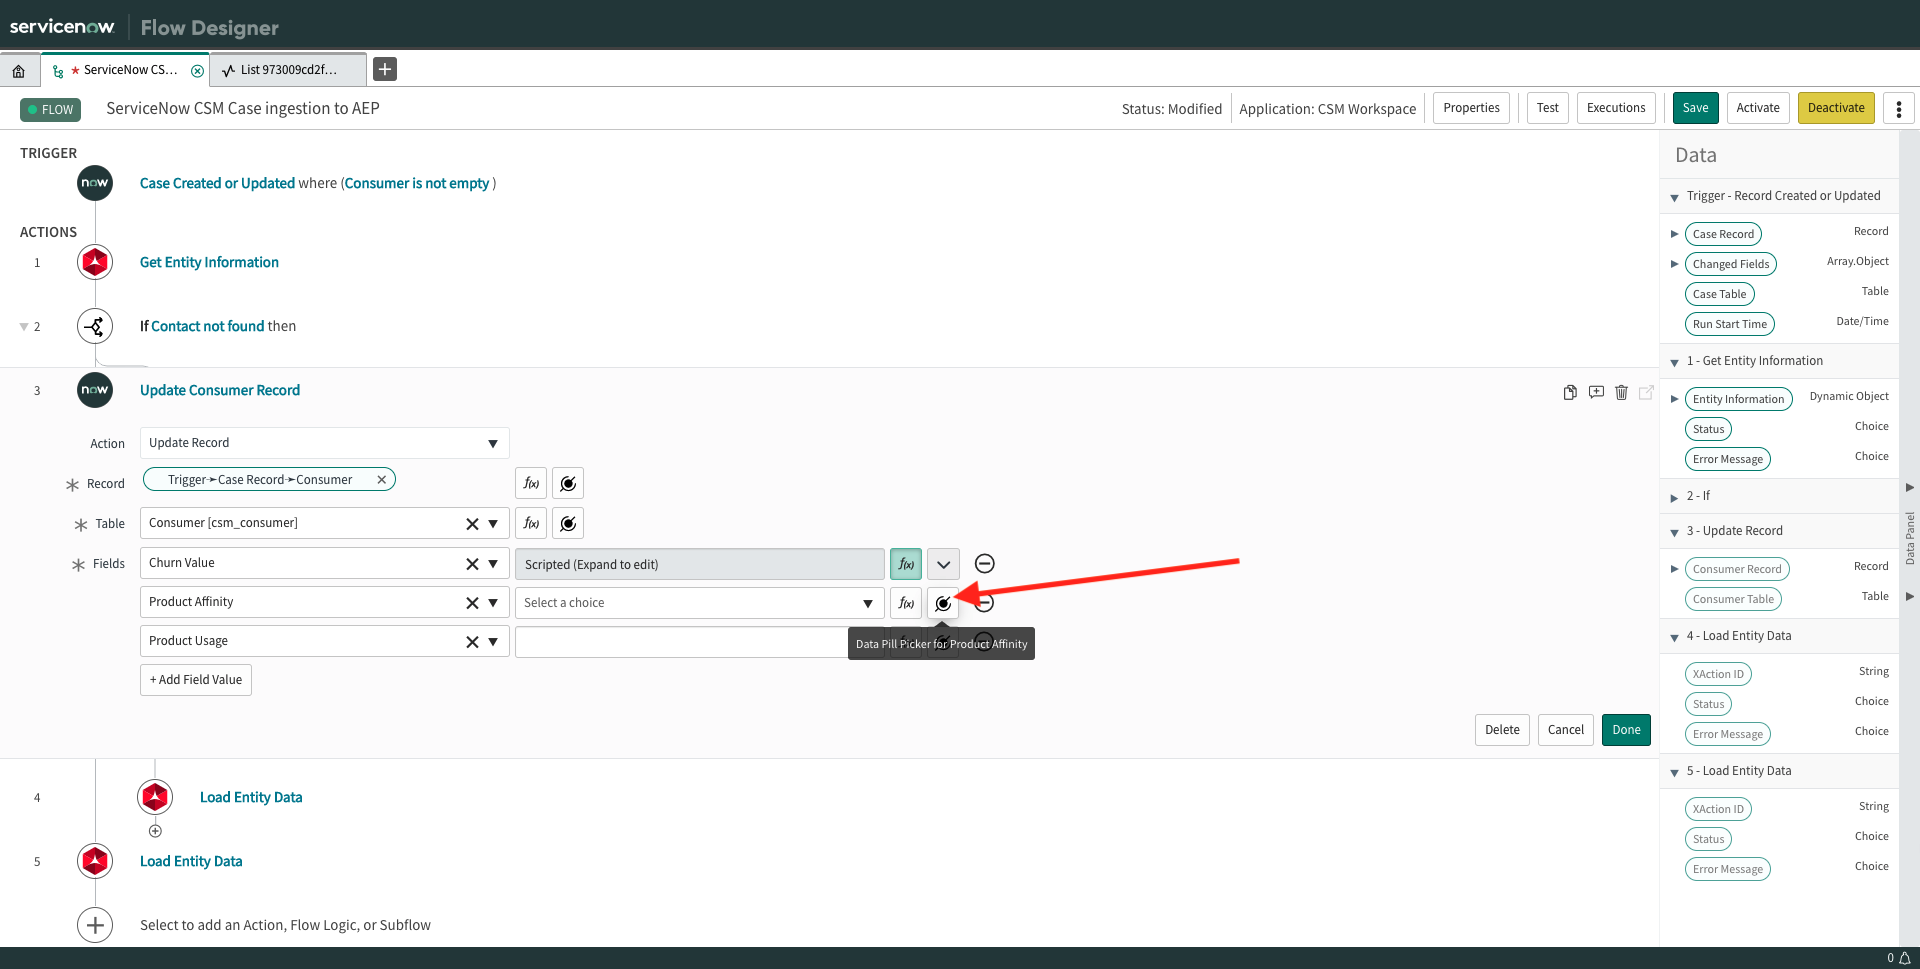 servicenow Flow Designer
* ServiceNow CS... List 973009cd2f...
FLOW ServiceNow CSM Case ingestion to AEP Status: Modified Application: CSM Workspace Properties Test Executions Save Activate Deactivate
TRIGGER
now Case Created or Updated where (Consumer is not empty )
ACTIONS
1 Get Entity Information
2 If Contact not found then
3 now Update Consumer Record
Action Update Record
Record Trigger➛Case Record➛Consumer f(x)
Table Consumer [csm_consumer] f(x)
Fields Churn Value Scripted (Expand to edit) f(x)
Product Affinity Select a choice f(x)
Product Usage
Data Pill Picker for Product Affinity
+ Add Field Value
Delete Cancel Done
4 Load Entity Data
5 Load Entity Data
Select to add an Action, Flow Logic, or Subflow
Data
Trigger - Record Created or Updated
Case Record Record
Changed Fields Array.Object
Case Table Table
Run Start Time Date/Time
1 - Get Entity Information
Entity Information Dynamic Object
Status Choice
Error Message Choice
2 - If
3 - Update Record
Consumer Record Record
Consumer Table Table
4 - Load Entity Data
XAction ID String
Status Choice
Error Message Choice
5 - Load Entity Data
XAction ID String
Status Choice
Error Message Choice
Data Panel
0